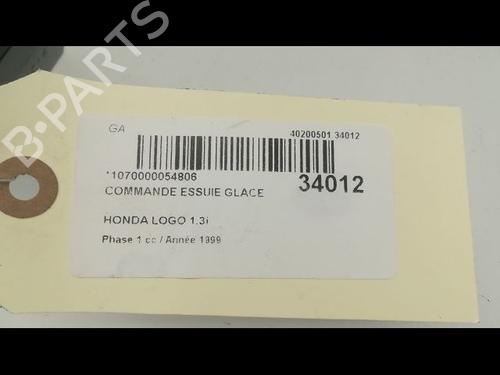 B-PARTS
GA
40200501 34012
*1070000054806
34012
COMMANDE ESSUIE GLACE
HONDA LOGO 1.3i
Phase 1 cc / Année 1999